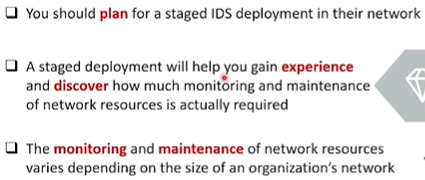 You should plan for a staged IDS deployment in their network
A staged deployment will help you gain experience
and discover how much monitoring and maintenance
of network resources is actually required
The monitoring and maintenance of network resources
varies depending on the size of an organization's network